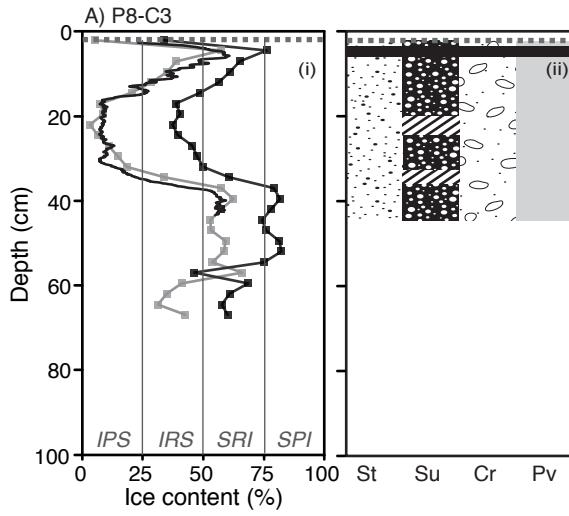 A) P8-C3
(i)
(ii)
0
20
40
60
80
100
Depth (cm)
IPS IRS SRI SPI
0 25 50 75 100
Ice content (%)
St Su Cr Pv